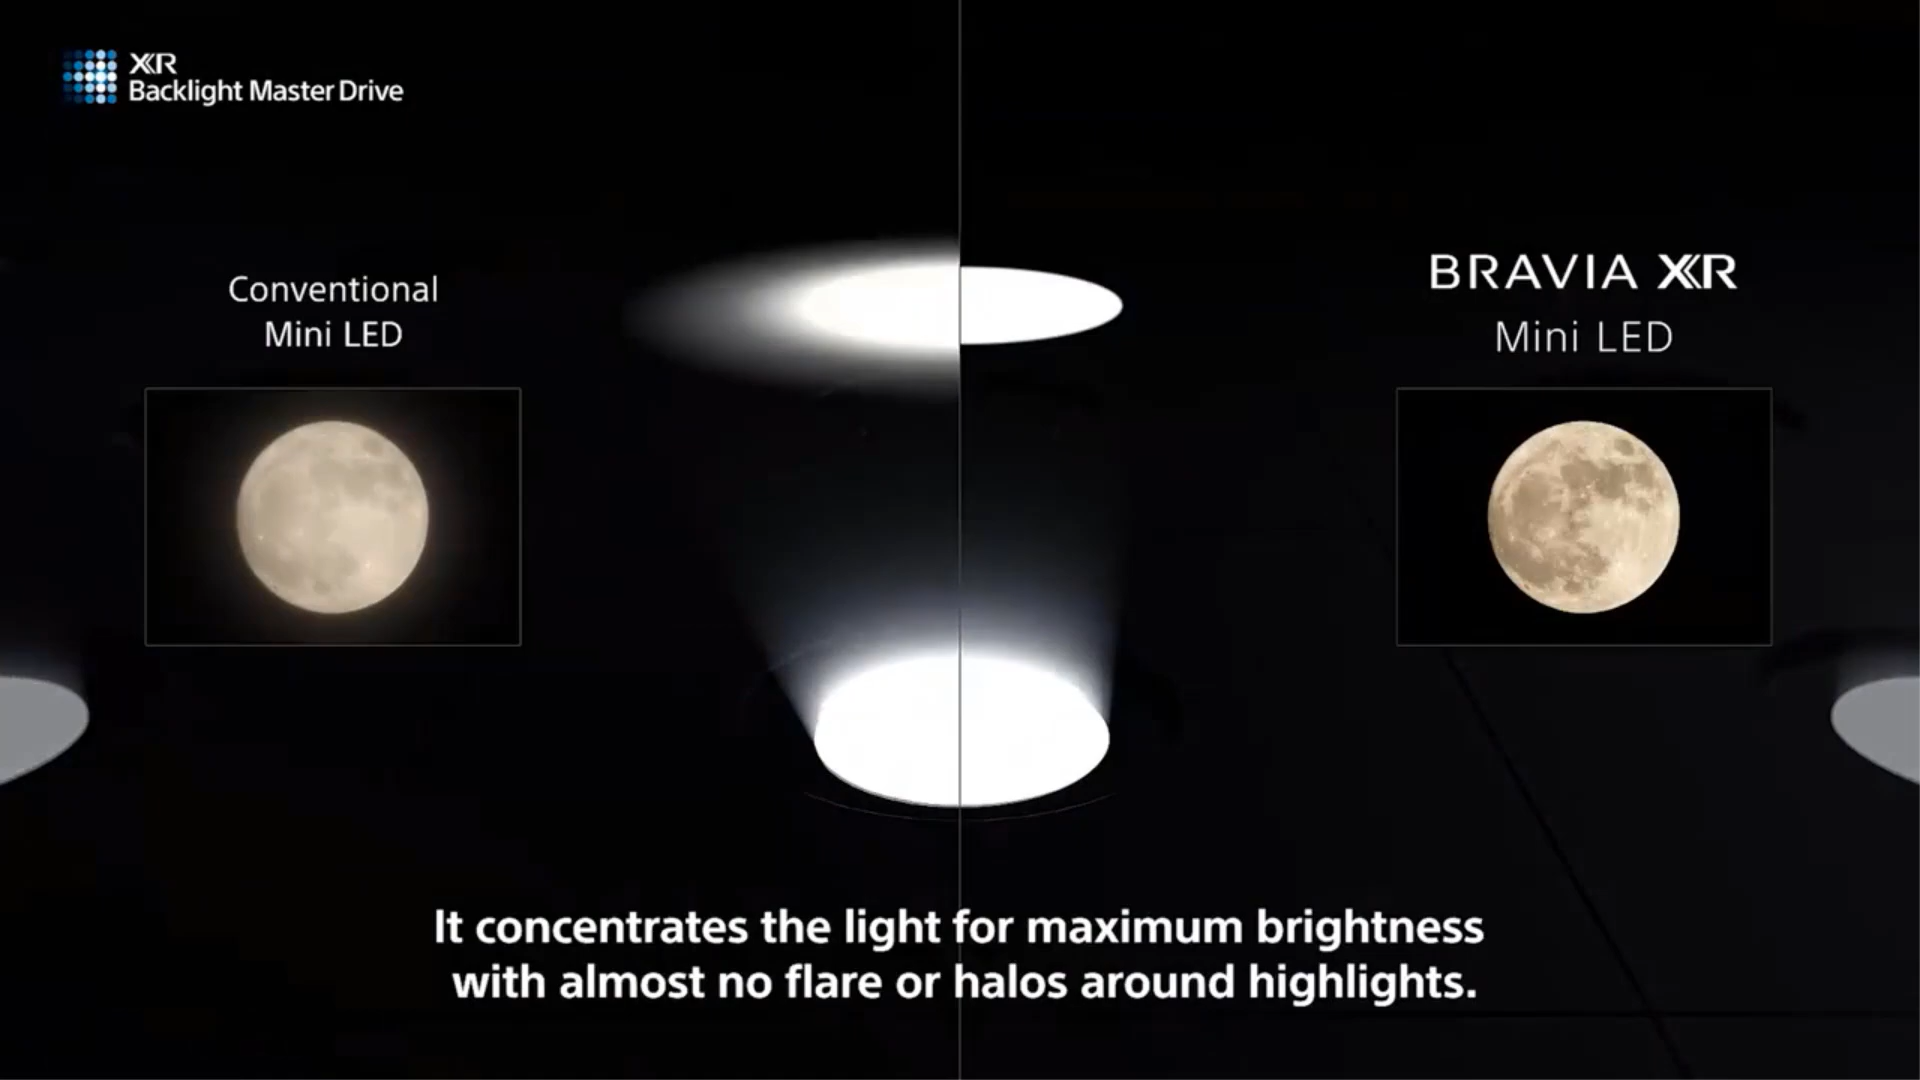 XR
Backlight Master Drive
Conventional
Mini LED
BRAVIA XR
Mini LED
It concentrates the light for maximum brightness
with almost no flare or halos around highlights.